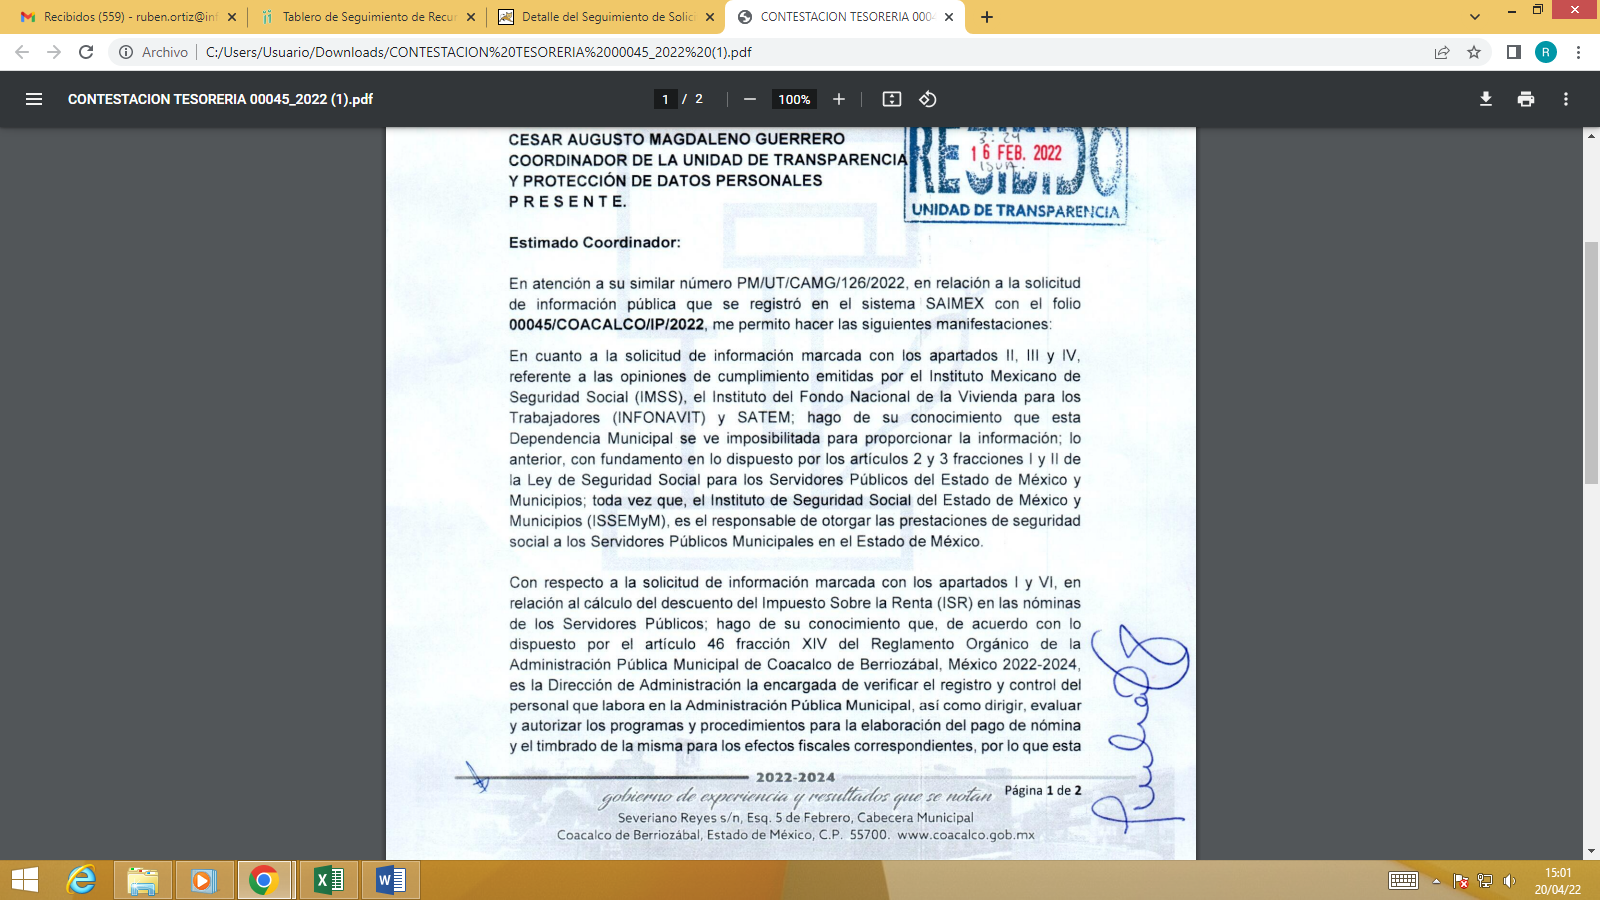 Recibidos (559) - ruben.ortiz@inf
Tablero de Seguimiento de Recur
Detalle del Seguimiento de Solici
CONTESTACION TESORERIA 0004
Archivo
C:/Users/Usuario/Downloads/CONTESTACION%20TESORERIA%2000045_2022%20(1).pdf
R
CONTESTACION TESORERIA 00045_2022 (1).pdf
1 / 2
100%
CESAR AUGUSTO MAGDALENO GUERRERO
COORDINADOR DE LA UNIDAD DE TRANSPARENCIA
Y PROTECCIÓN DE DATOS PERSONALES
P R E S E N T E.
3:24
16 FEB. 2022
RECIBIDO
UNIDAD DE TRANSPARENCIA
Estimado Coordinador:
En atención a su similar número PM/UT/CAMG/126/2022, en relación a la solicitud
de información pública que se registró en el sistema SAIMEX con el folio
00045/COACALCO/IP/2022, me permito hacer las siguientes manifestaciones:
En cuanto a la solicitud de información marcada con los apartados II, III y IV,
referente a las opiniones de cumplimiento emitidas por el Instituto Mexicano de
Seguridad Social (IMSS), el Instituto del Fondo Nacional de la Vivienda para los
Trabajadores (INFONAVIT) y SATEM; hago de su conocimiento que esta
Dependencia Municipal se ve imposibilitada para proporcionar la información; lo
anterior, con fundamento en lo dispuesto por los artículos 2 y 3 fracciones I y II de
la Ley de Seguridad Social para los Servidores Públicos del Estado de México y
Municipios; toda vez que, el Instituto de Seguridad Social del Estado de México y
Municipios (ISSEMyM), es el responsable de otorgar las prestaciones de seguridad
social a los Servidores Públicos Municipales en el Estado de México.
Con respecto a la solicitud de información marcada con los apartados I y VI, en
relación al cálculo del descuento del Impuesto Sobre la Renta (ISR) en las nóminas
de los Servidores Públicos; hago de su conocimiento que, de acuerdo con lo
dispuesto por el artículo 46 fracción XIV del Reglamento Orgánico de la
Administración Pública Municipal de Coacalco de Berriozábal, México 2022-2024,
es la Dirección de Administración la encargada de verificar el registro y control del
personal que labora en la Administración Pública Municipal, así como dirigir, evaluar
y autorizar los programas y procedimientos para la elaboración del pago de nómina
y el timbrado de la misma para los efectos fiscales correspondientes, por lo que esta
2022-2024
gobierno de experiencia y resultados que se notan
Página 1 de 2
Severiano Reyes s/n, Esq. 5 de Febrero, Cabecera Municipal
Coacalco de Berriozábal, Estado de México, C.P. 55700. www.coacalco.gob.mx
15:01
20/04/22